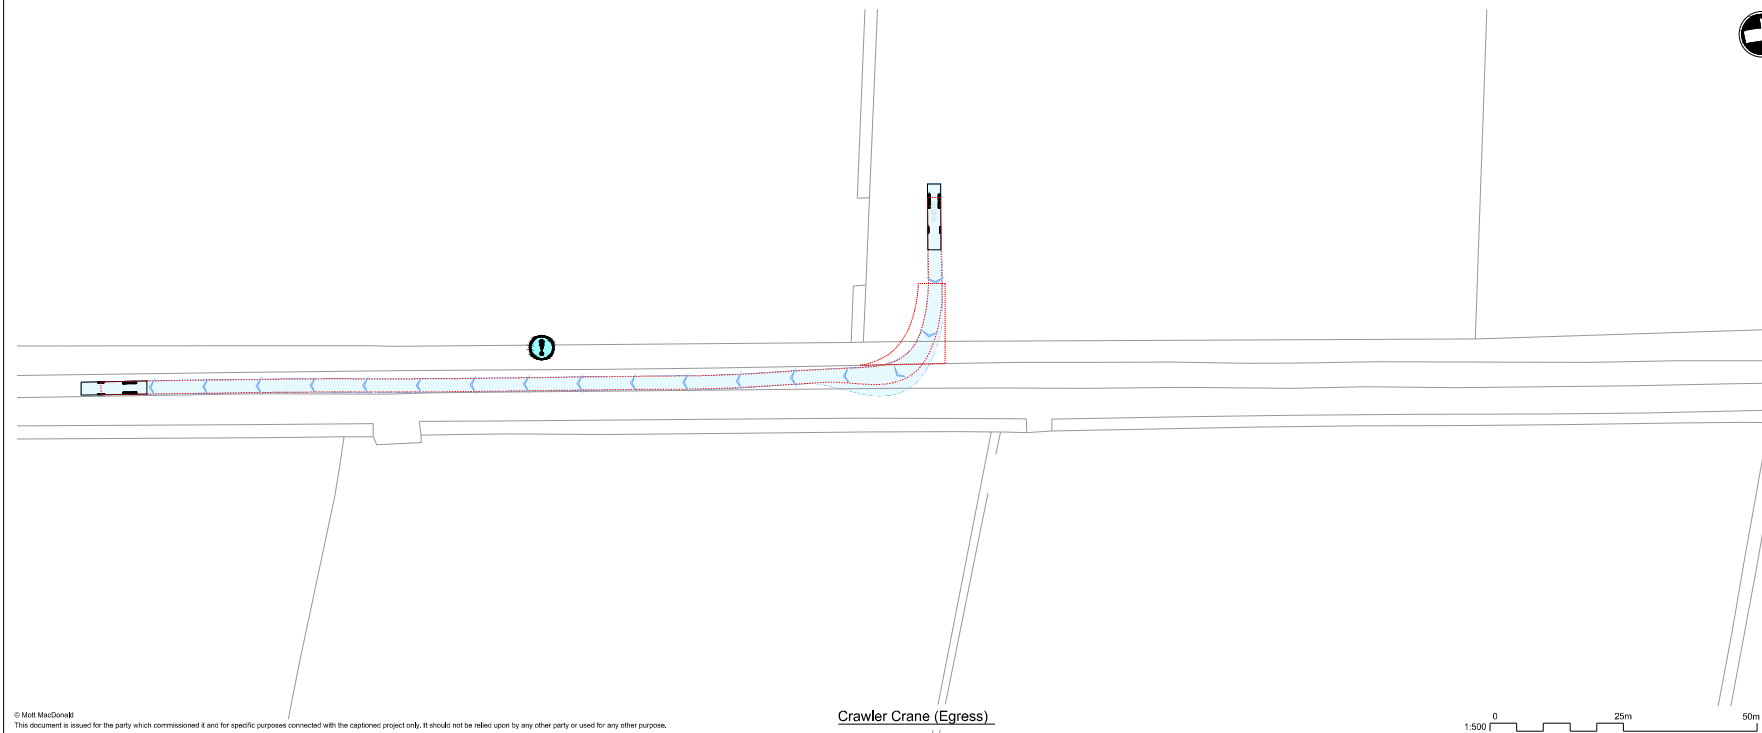 © Mott MacDonald
This document is issued for the party which commissioned it and for specific purposes connected with the captioned project only. It should not be relied upon by any other party or used for any other purpose.
Crawler Crane (Egress)
1:500
0 25m 50m